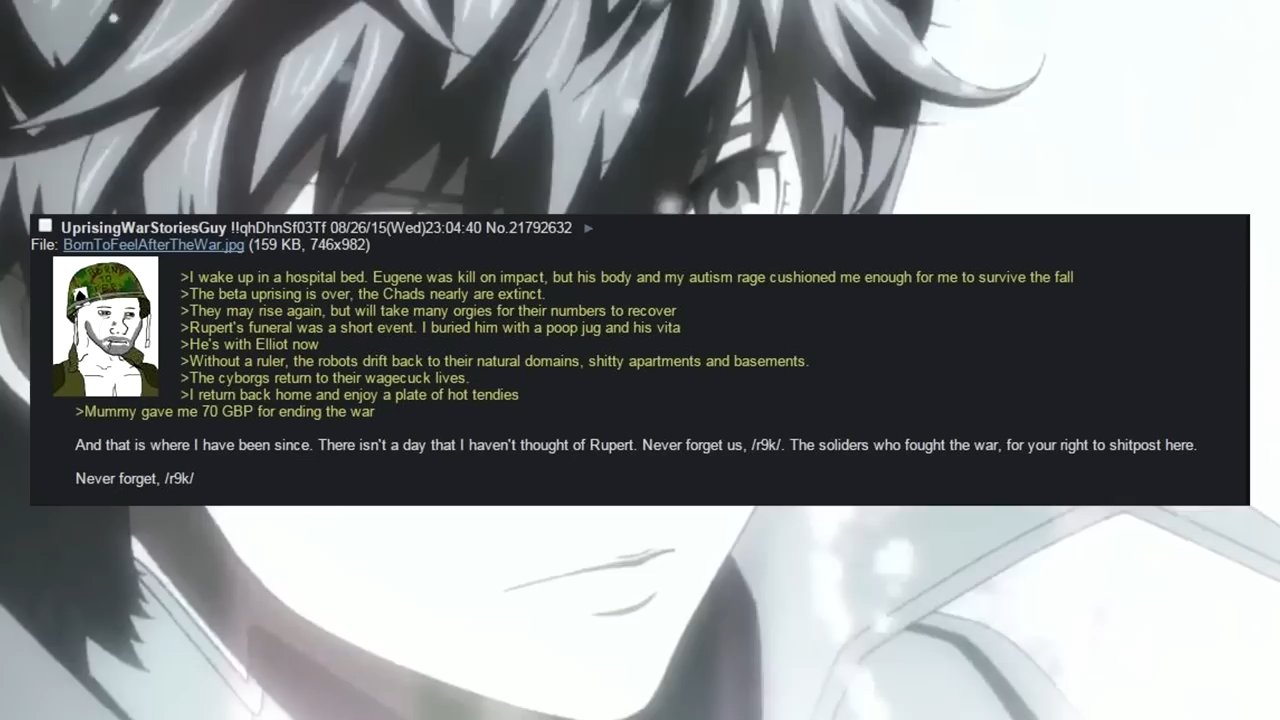 UprisingWarStoriesGuy !!qhDhnSf03Tf 08/26/15(Wed)23:04:40 No.21792632
File: BornToFeelAfterTheWar.jpg (159 KB, 746x982)
>I wake up in a hospital bed. Eugene was kill on impact, but his body and my autism rage cushioned me enough for me to survive the fall
>The beta uprising is over, the Chads nearly are extinct.
>They may rise again, but will take many orgies for their numbers to recover
>Rupert's funeral was a short event. I buried him with a poop jug and his vita
>He's with Elliot now
>Without a ruler, the robots drift back to their natural domains, shitty apartments and basements.
>The cyborgs return to their wagecuck lives.
>I return back home and enjoy a plate of hot tendies
>Mummy gave me 70 GBP for ending the war
And that is where I have been since. There isn't a day that I haven't thought of Rupert. Never forget us, /r9k/. The soliders who fought the war, for your right to shitpost here.
Never forget, /r9k/